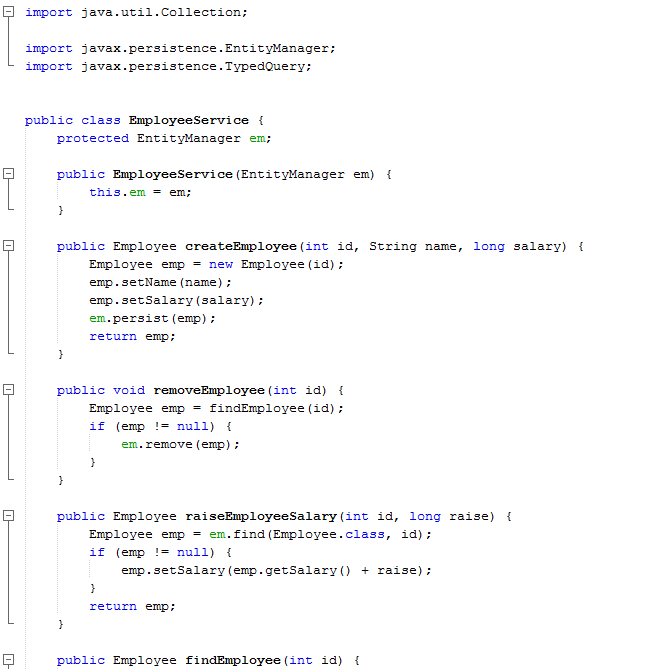 import java.util.Collection;
import javax.persistence.EntityManager;
import javax.persistence.TypedQuery;
public class EmployeeService {
    protected EntityManager em;
    public EmployeeService(EntityManager em) {
        this.em = em;
    }
    public Employee createEmployee(int id, String name, long salary) {
        Employee emp = new Employee(id);
        emp.setName(name);
        emp.setSalary(salary);
        em.persist(emp);
        return emp;
    }
    public void removeEmployee(int id) {
        Employee emp = findEmployee(id);
        if (emp != null) {
            em.remove(emp);
        }
    }
    public Employee raiseEmployeeSalary(int id, long raise) {
        Employee emp = em.find(Employee.class, id);
        if (emp != null) {
            emp.setSalary(emp.getSalary() + raise);
        }
        return emp;
    }
    public Employee findEmployee(int id) {